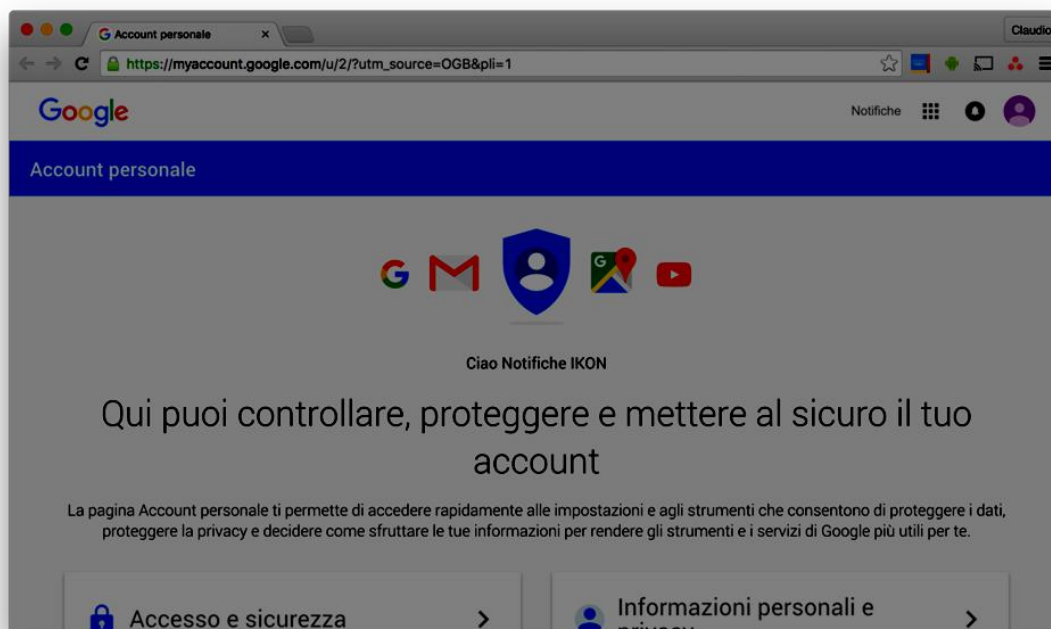 Account personale
Claudio
https://myaccount.google.com/u/2/?utm_source=OGB&pli=1
Google
Notifiche
Account personale
G
G
Ciao Notifiche IKON
Qui puoi controllare, proteggere e mettere al sicuro il tuo
account
La pagina Account personale ti permette di accedere rapidamente alle impostazioni e agli strumenti che consentono di proteggere i dati,
proteggere la privacy e decidere come sfruttare le tue informazioni per rendere gli strumenti e i servizi di Google più utili per te.
Accesso e sicurezza
Informazioni personali e
privacy